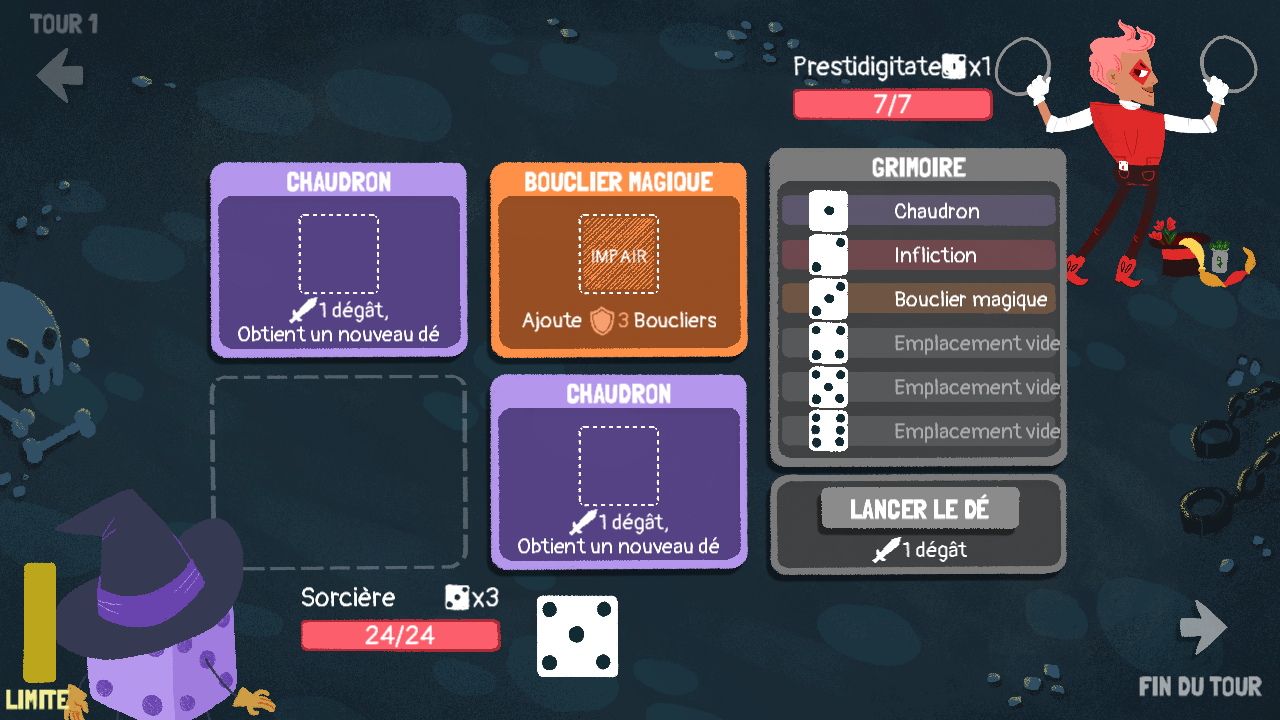 TOUR 1
Prestidigitate x1
7/7
CHAUDRON
1 dégât,
Obtient un nouveau dé
BOUCLIER MAGIQUE
IMPAIR
Ajoute 3 Boucliers
GRIMOIRE
Chaudron
Infliction
Bouclier magique
Emplacement vide
Emplacement vide
Emplacement vide
CHAUDRON
1 dégât,
Obtient un nouveau dé
LANCER LE DÉ
1 dégât
Sorcière x3
24/24
LIMITE
FIN DU TOUR